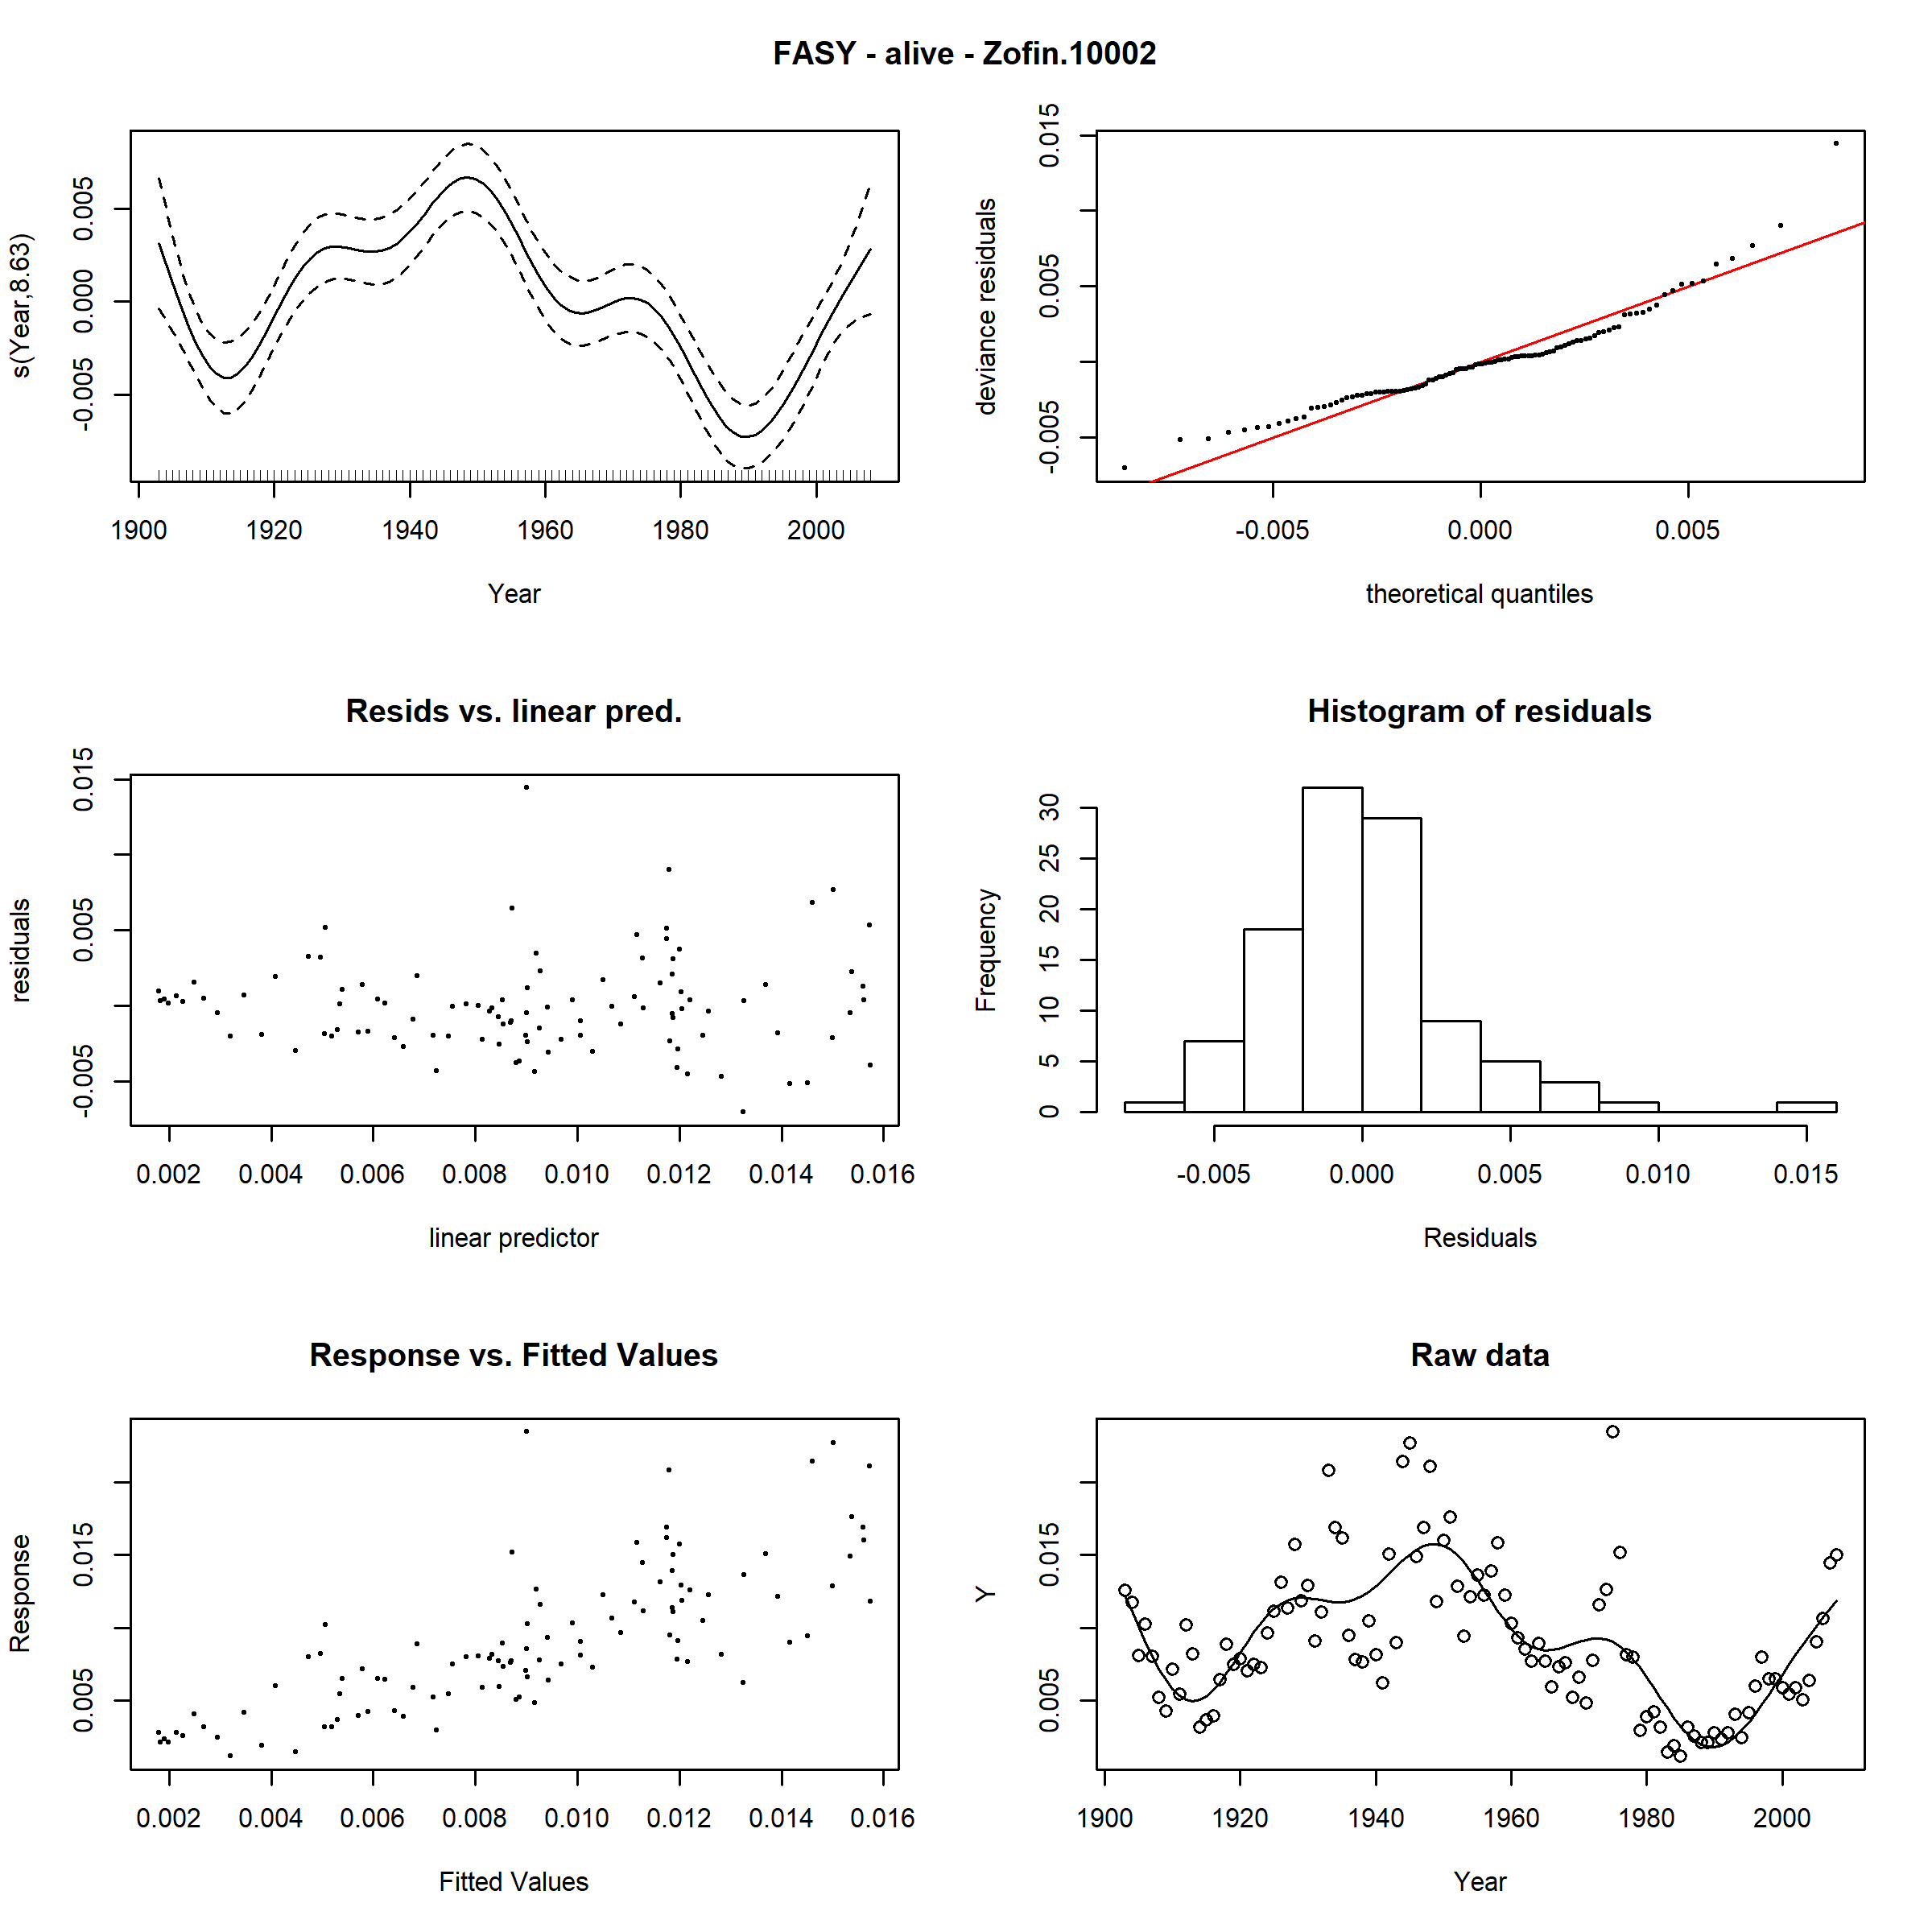 FASY - alive - Zofin.10002
s(Year,8.63)
-0.005 0.000 0.005
1900 1920 1940 1960 1980 2000
Year
deviance residuals
-0.005 0.005 0.015
-0.005 0.000 0.005
theoretical quantiles
Resids vs. linear pred.
residuals
-0.005 0.005 0.015
0.002 0.004 0.006 0.008 0.010 0.012 0.014 0.016
linear predictor
Histogram of residuals
Frequency
0 5 10 15 20 25 30
-0.005 0.000 0.005 0.010 0.015
Residuals
Response vs. Fitted Values
Response
0.005 0.015
0.002 0.004 0.006 0.008 0.010 0.012 0.014 0.016
Fitted Values
Raw data
Y
0.005 0.015
1900 1920 1940 1960 1980 2000
Year